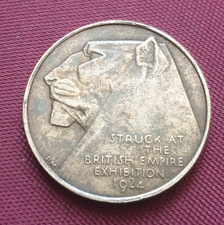 STRUCK AT
THE
BRITISH EMPIRE
EXHIBITION
1924